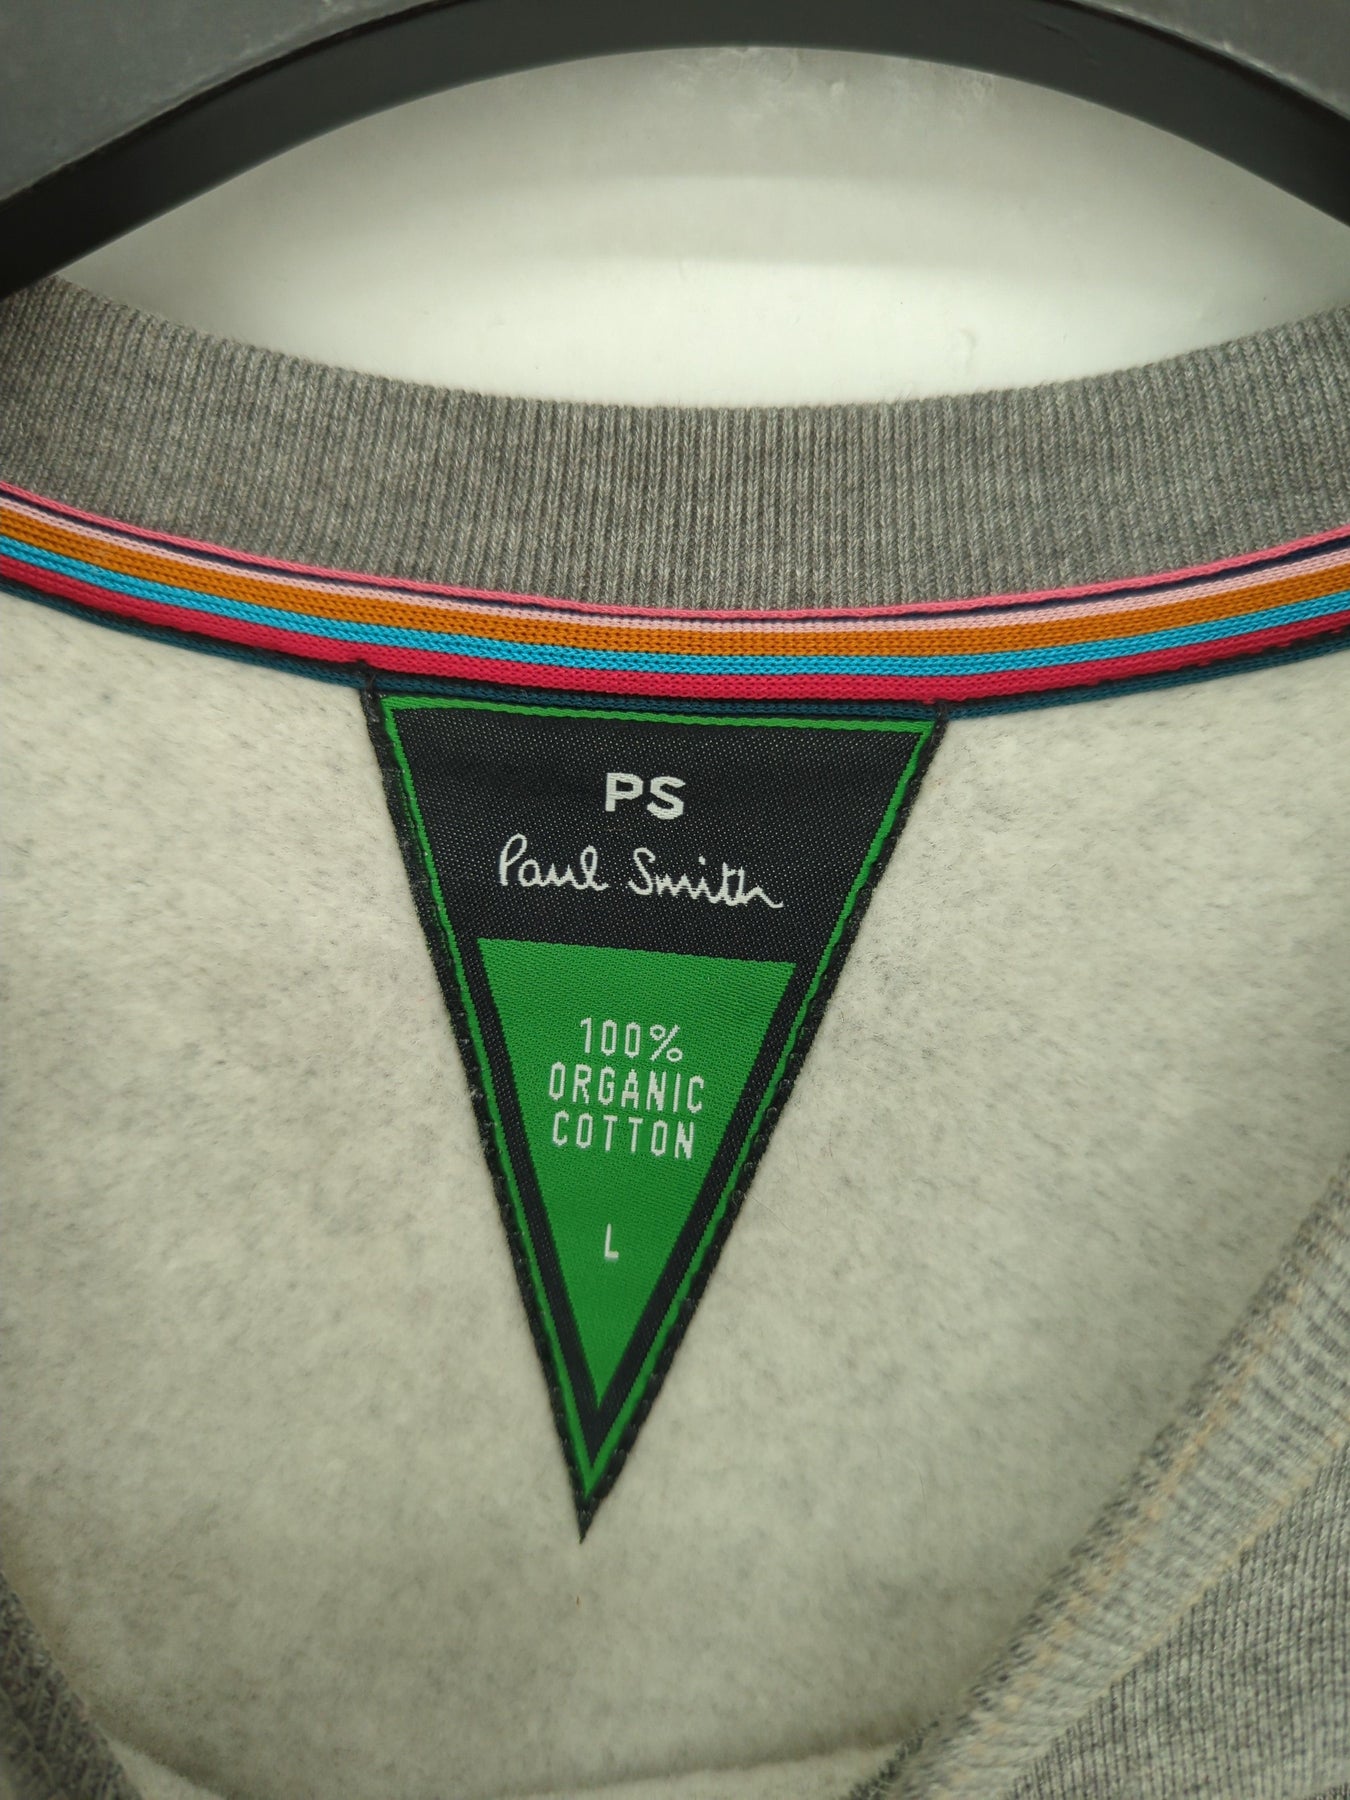 PS
Paul Smith
100%
ORGANIC
COTTON
L